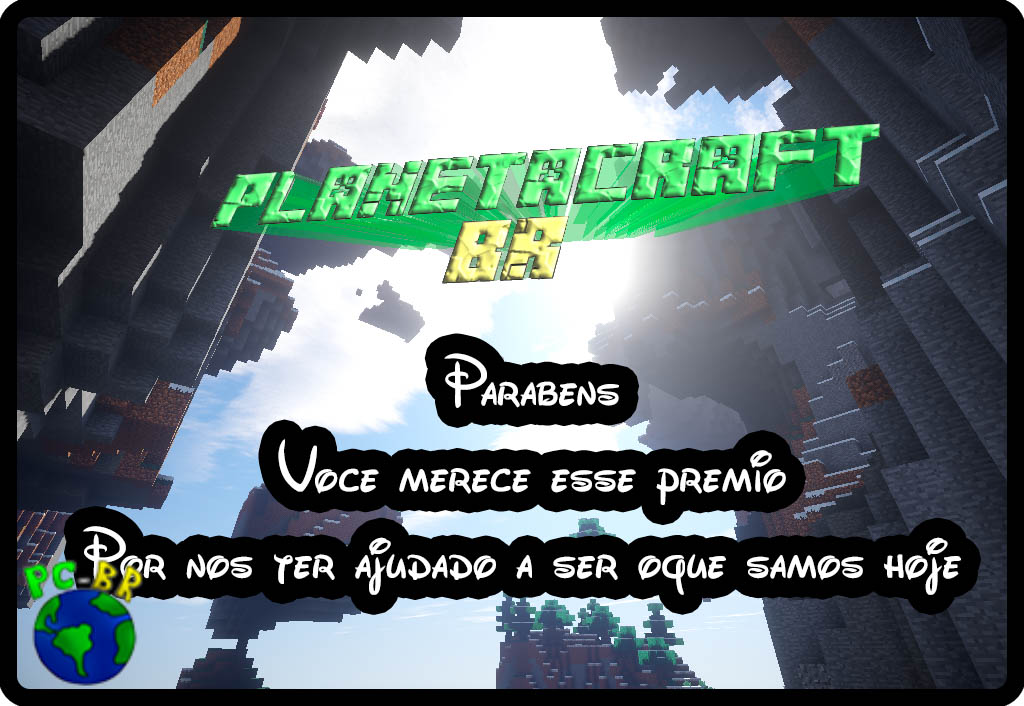 PLANETACRAFT
BR
Parabens
Voce merece esse premio
Por nos ter ajudado a ser oque samos hoje
PC-BR